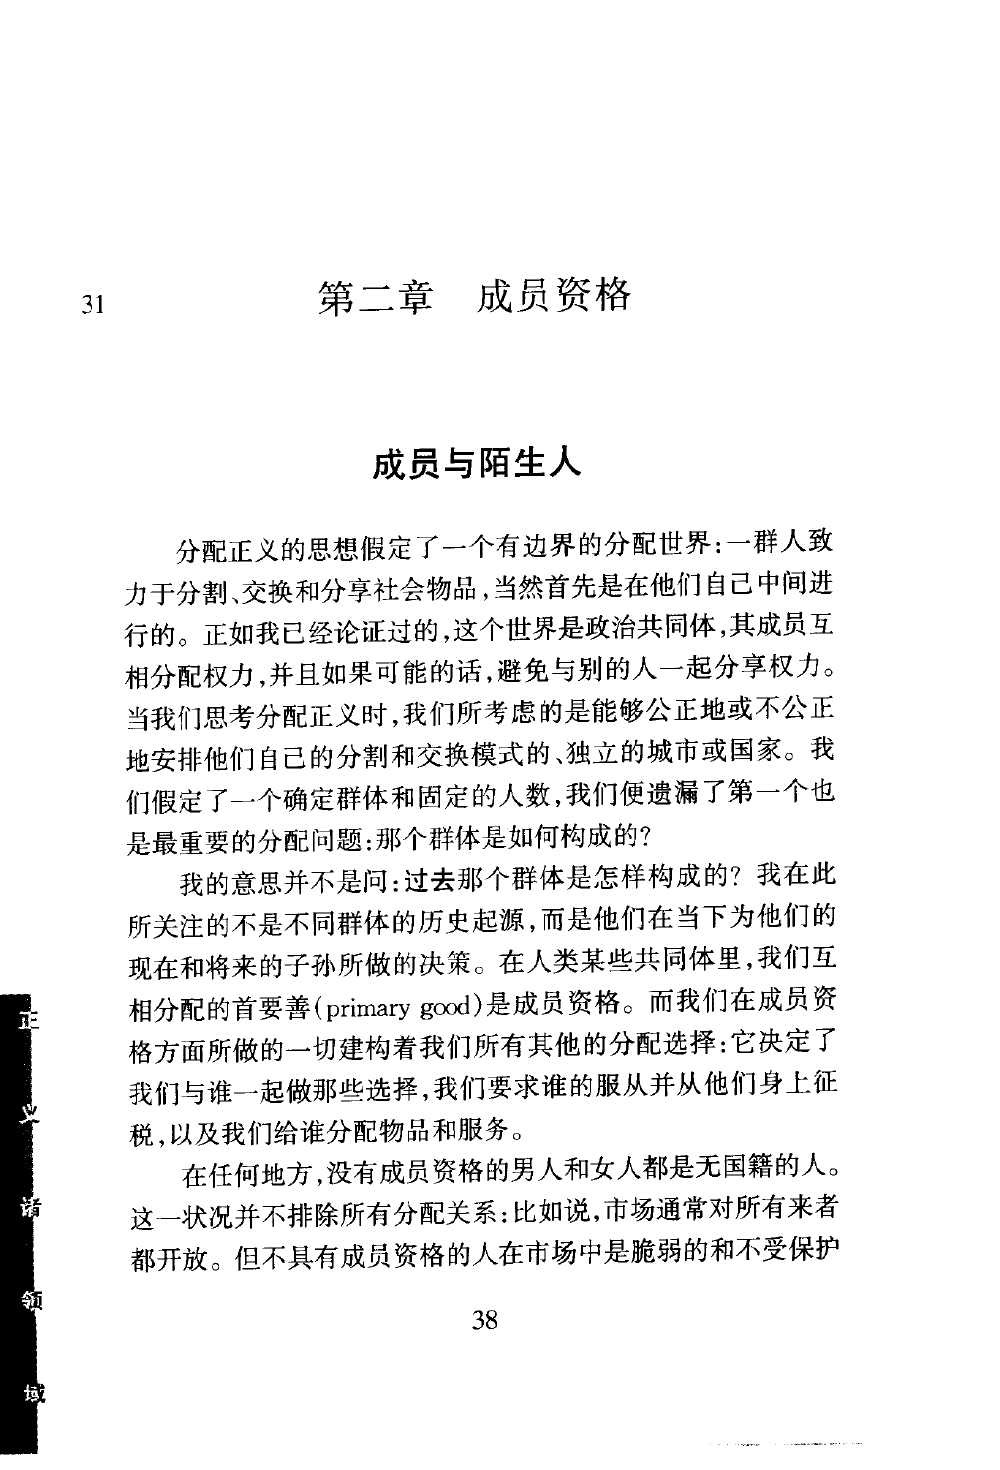 31
第二章 成员资格
成员与陌生人
分配正义的思想假定了一个有边界的分配世界:一群人致
力于分割、交换和分享社会物品,当然首先是在他们自己中间进
行的。正如我已经论证过的,这个世界是政治共同体,其成员互
相分配权力,并且如果可能的话,避免与别的人一起分享权力。
当我们思考分配正义时,我们所考虑的是能够公正地或不公正
地安排他们自己的分割和交换模式的、独立的城市或国家。我
们假定了一个确定群体和固定的人数,我们便遗漏了第一个也
是最重要的分配问题:那个群体是如何构成的?
我的意思并不是问:过去那个群体是怎样构成的?我在此
所关注的不是不同群体的历史起源,而是他们在当下为他们的
现在和将来的子孙所做的决策。在人类某些共同体里,我们互
相分配的首要善(primary good)是成员资格。而我们在成员资
格方面所做的一切建构着我们所有其他的分配选择:它决定了
我们与谁一起做那些选择,我们要求谁的服从并从他们身上征
税,以及我们给谁分配物品和服务。
在任何地方,没有成员资格的男人和女人都是无国籍的人。
这一状况并不排除所有分配关系:比如说,市场通常对所有来者
都开放。但不具有成员资格的人在市场中是脆弱的和不受保护
38
正
义
诸
领
域